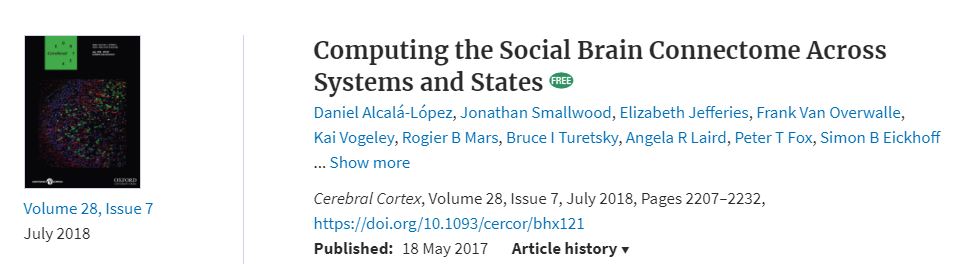 Cerebral
OXFORD
Volume 28, Issue 7
July 2018
Computing the Social Brain Connectome Across
Systems and States FREE
Daniel Alcalá-López, Jonathan Smallwood, Elizabeth Jefferies, Frank Van Overwalle,
Kai Vogeley, Rogier B Mars, Bruce I Turetsky, Angela R Laird, Peter T Fox, Simon B Eickhoff
... Show more
Cerebral Cortex, Volume 28, Issue 7, July 2018, Pages 2207–2232,
https://doi.org/10.1093/cercor/bhx121
Published: 18 May 2017 Article history ▾